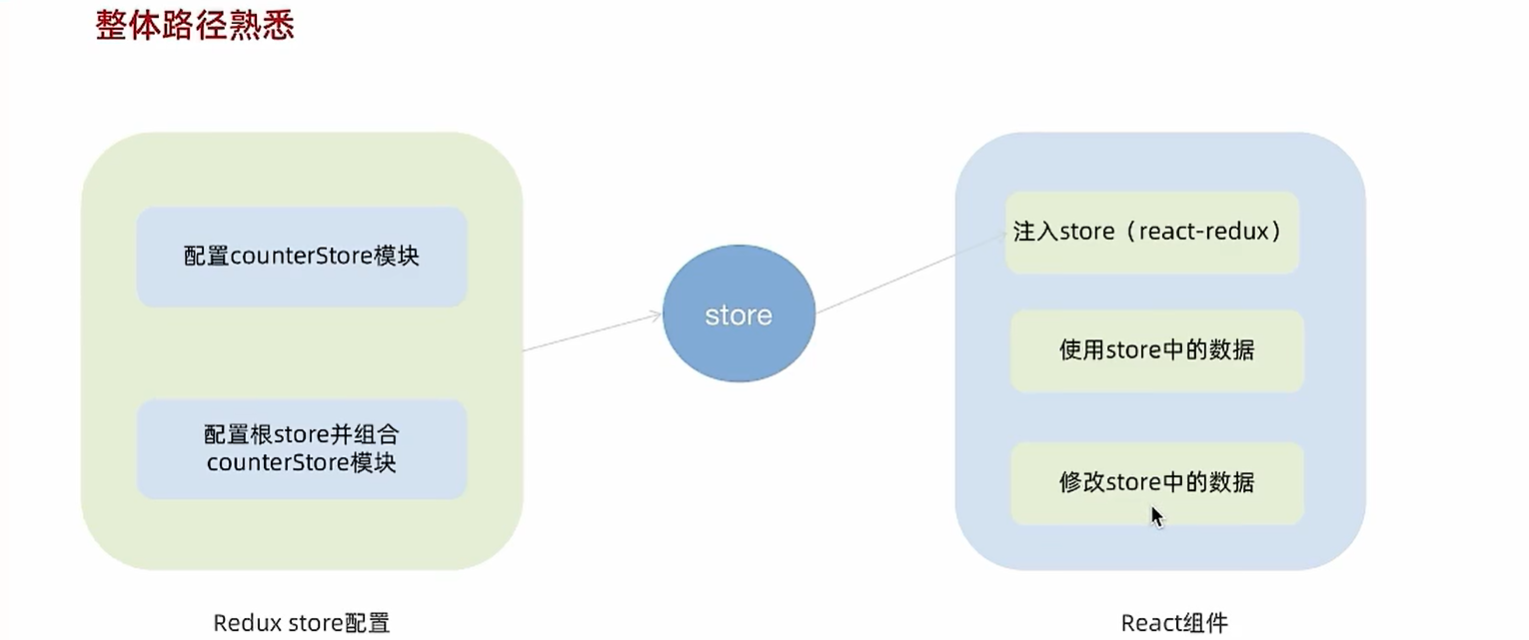 整体路径熟悉
配置counterStore模块
配置根store并组合
counterStore模块
Redux store配置
store
注入store（react-redux）
使用store中的数据
修改store中的数据
React组件